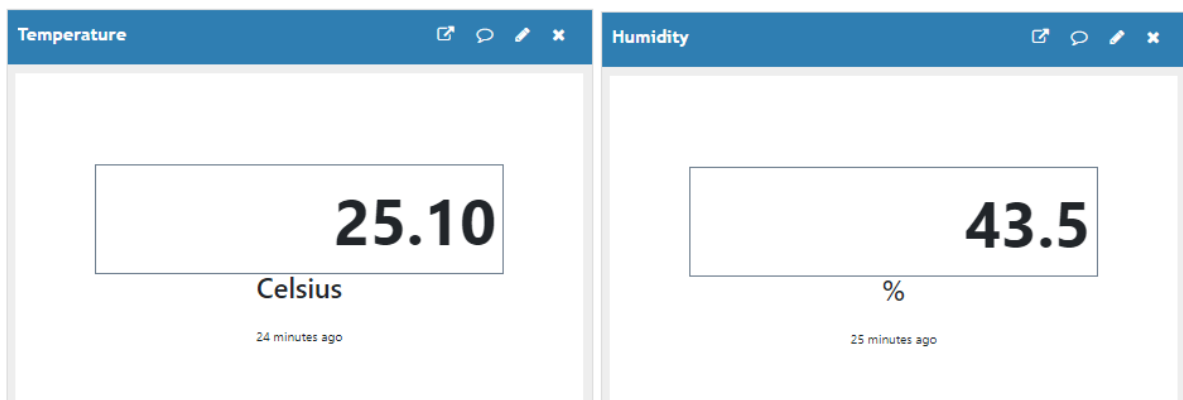 Temperature
25.10
Celsius
24 minutes ago
Humidity
43.5
%
25 minutes ago